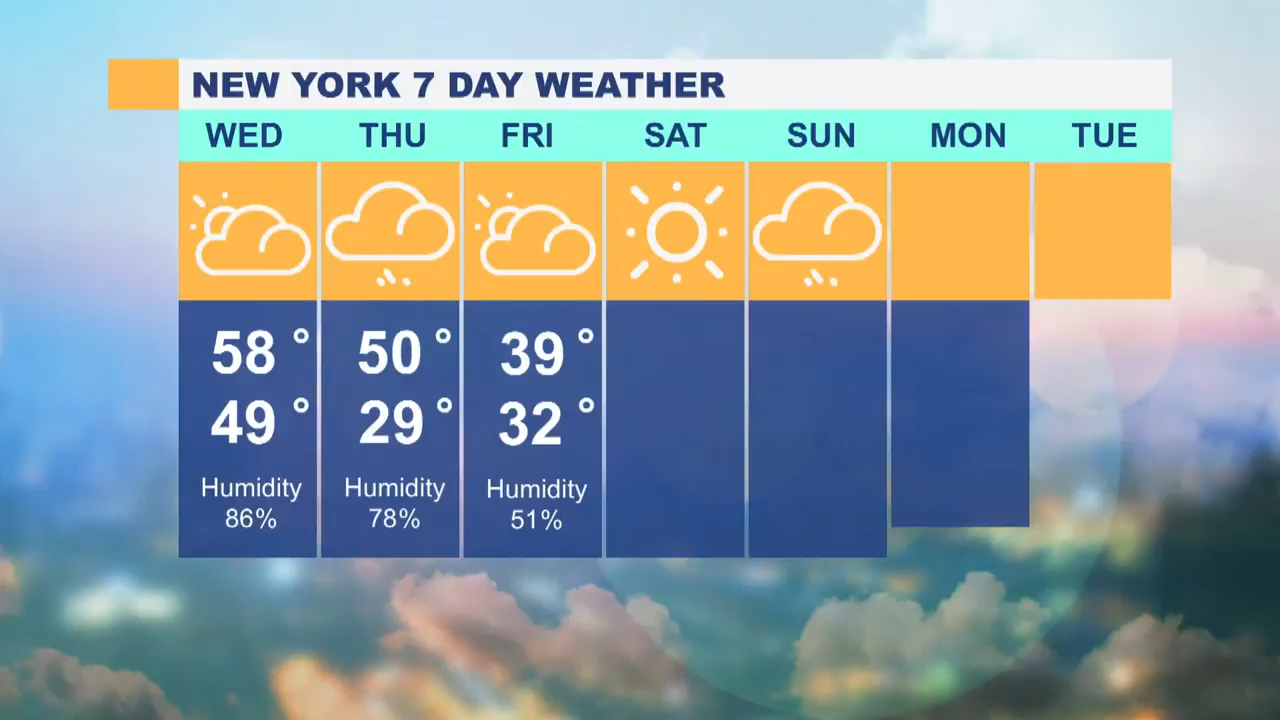 NEW YORK 7 DAY WEATHER
WED THU FRI SAT SUN MON TUE
58° 50° 39°
49° 29° 32°
Humidity Humidity Humidity
86% 78% 51%